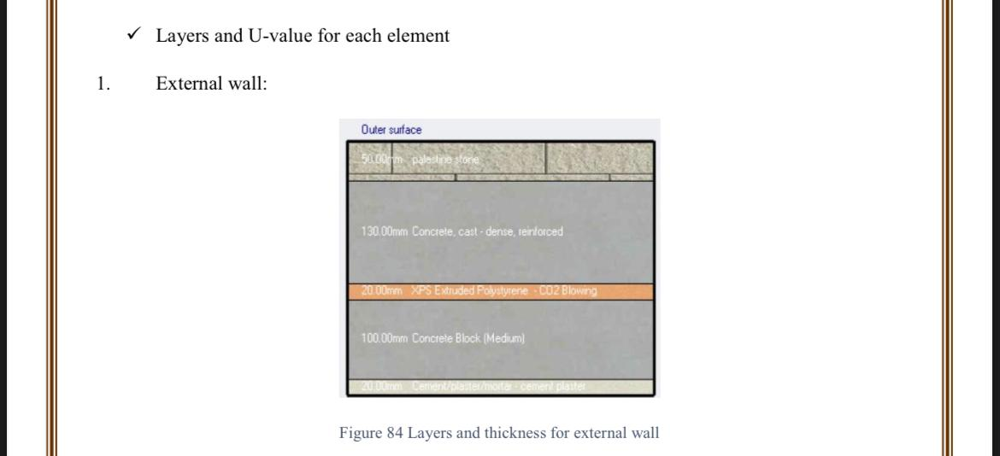 ✓ Layers and U-value for each element
1. External wall:
Outer surface
50.00mm palestine stone
130.00mm Concrete, cast - dense, reinforced
20.00mm XPS Extruded Polystyrene - CO2 Blowing
100.00mm Concrete Block (Medium)
20.00mm Cement/plaster/mortar - cement plaster
Figure 84 Layers and thickness for external wall